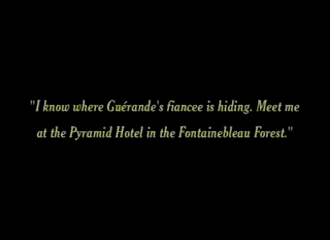 "I know where Guérande's fiancee is hiding. Meet me
at the Pyramid Hotel in the Fontainebleau Forest."